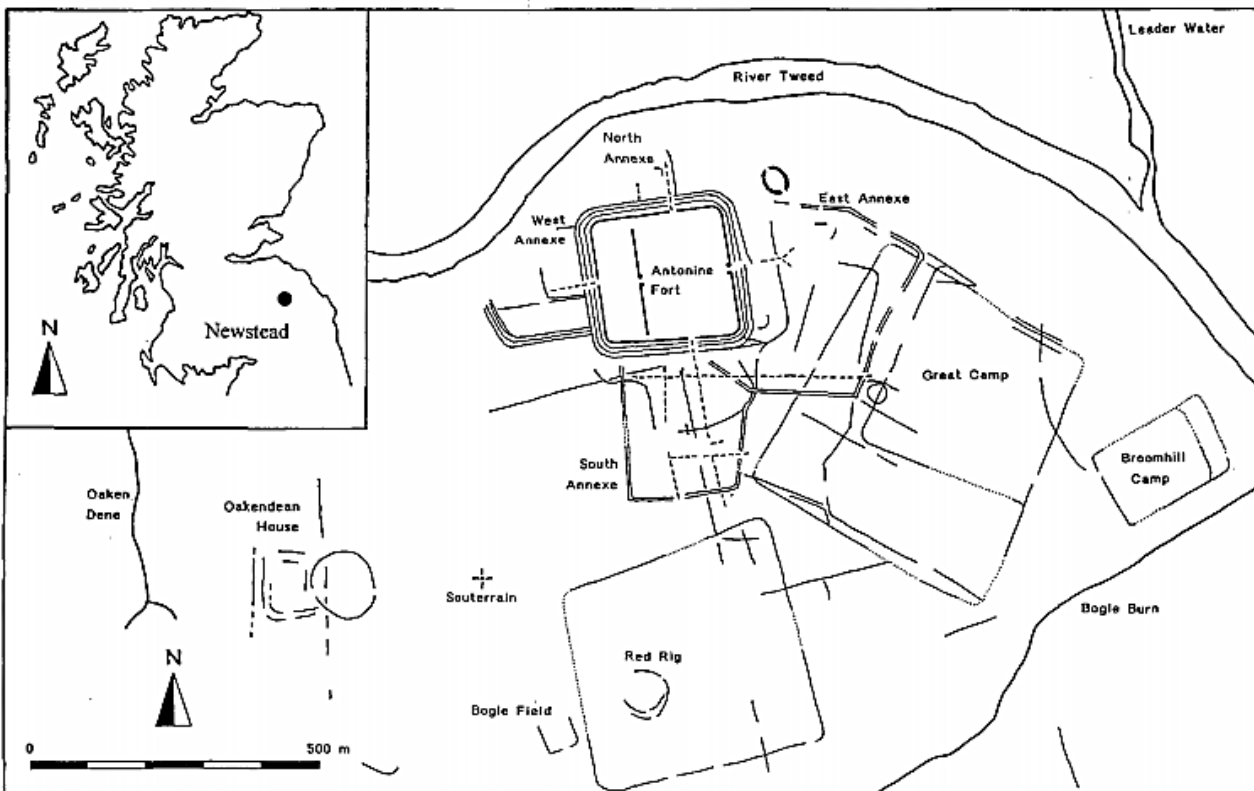 Leader Water
River Tweed
North
Annexe
East Annexe
West
Annexe
Antonine
Fort
N
Newstead
Great Camp
Broomhill
Camp
South
Annexe
Oaken
Dene
Oakendean
House
Souterrain
Bogle Burn
N
Red Rig
Bogle Field
0
500 m